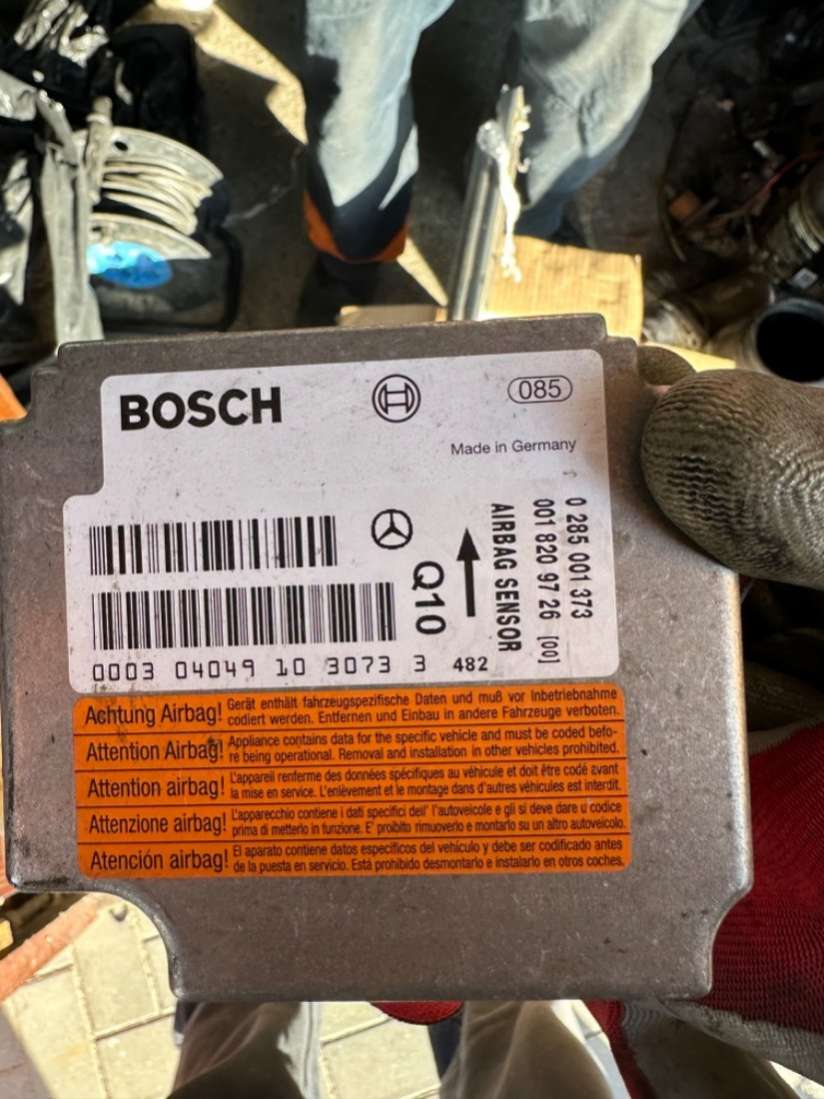 BOSCH
085
Made in Germany
0 285 001 373
001 820 97 26 [00]
AIRBAG SENSOR
Q10
0003 04049 10 3073 3 482
Achtung Airbag! Gerät enthält fahrzeugspezifische Daten und muß vor Inbetriebnahme
codiert werden. Entfernen und Einbau in andere Fahrzeuge verboten.
Attention Airbag! Appliance contains data for the specific vehicle and must be coded befo-
re being operational. Removal and installation in other vehicles prohibited.
Attention airbag! L'appareil renferme des données spécifiques au véhicule et doit être codé avant
la mise en service. L'enlèvement et le montage dans d'autres véhicules est interdit.
Attenzione airbag! L'apparecchio contiene i dati specifici dell' l'autoveicole e gli si deve dare u codice
prima di metterlo in funzione. E' proibito rimuoverlo e montarlo su un altro autoveicolo.
Atención airbag! El aparato contiene datos específicos del vehículo y debe ser codificado antes
de la puesta en servicio. Está prohibido desmontarlo e instalarlo en otros coches.